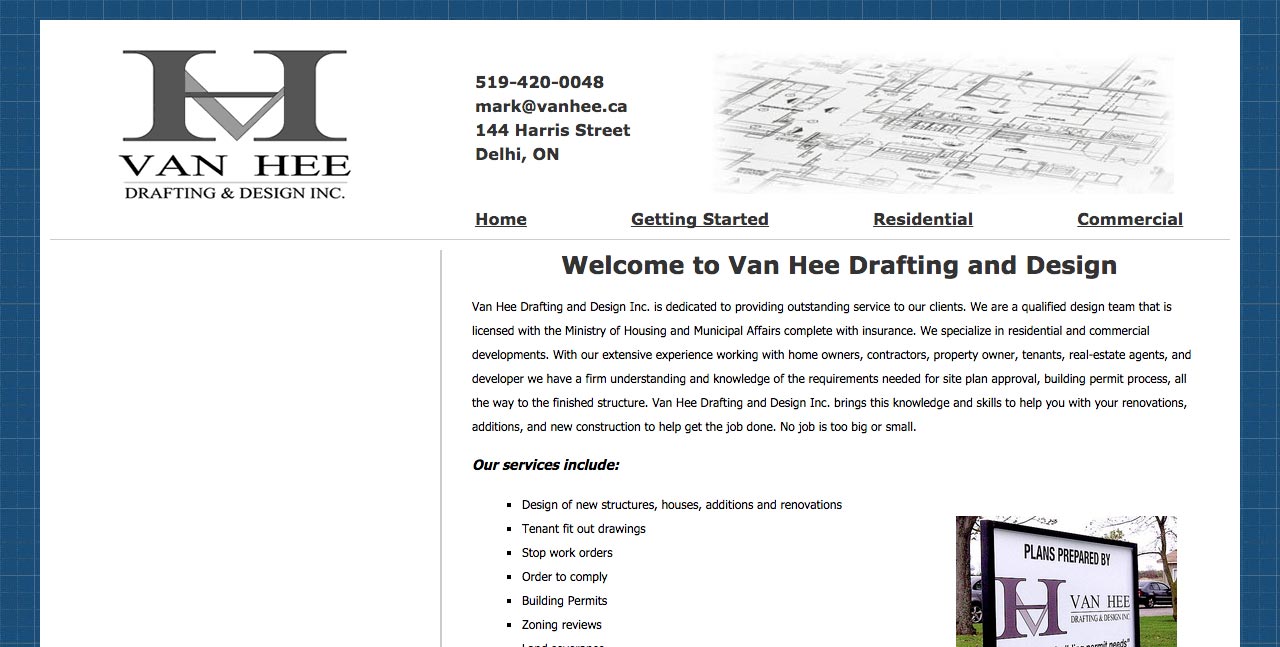 VAN HEE
DRAFTING & DESIGN INC.
519-420-0048
mark@vanhee.ca
144 Harris Street
Delhi, ON
Home Getting Started Residential Commercial
Welcome to Van Hee Drafting and Design
Van Hee Drafting and Design Inc. is dedicated to providing outstanding service to our clients. We are a qualified design team that is
licensed with the Ministry of Housing and Municipal Affairs complete with insurance. We specialize in residential and commercial
developments. With our extensive experience working with home owners, contractors, property owner, tenants, real-estate agents, and
developer we have a firm understanding and knowledge of the requirements needed for site plan approval, building permit process, all
the way to the finished structure. Van Hee Drafting and Design Inc. brings this knowledge and skills to help you with your renovations,
additions, and new construction to help get the job done. No job is too big or small.
Our services include:
Design of new structures, houses, additions and renovations
Tenant fit out drawings
Stop work orders
Order to comply
Building Permits
Zoning reviews
PLANS PREPARED BY
VAN HEE
DRAFTING & DESIGN INC.
permit needs"